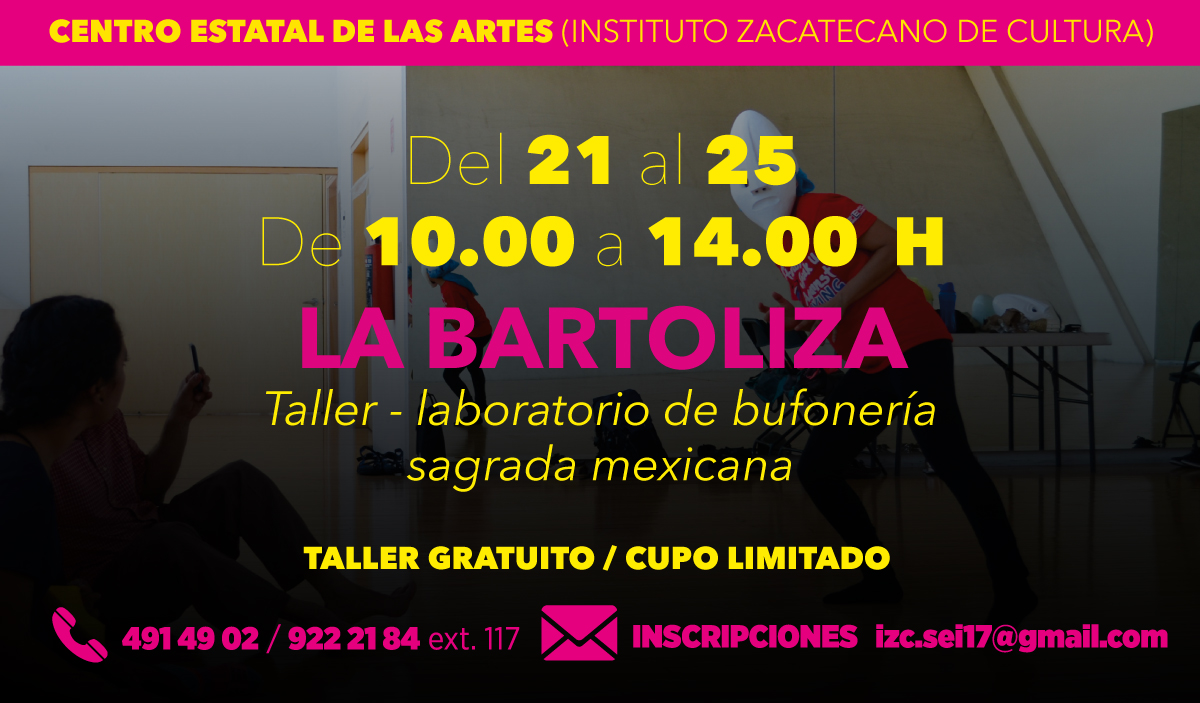 CENTRO ESTATAL DE LAS ARTES (INSTITUTO ZACATECANO DE CULTURA)
Del 21 al 25
De 10.00 a 14.00 H
LA BARTOLIZA
Taller - laboratorio de bufonería
sagrada mexicana
TALLER GRATUITO / CUPO LIMITADO
491 49 02 / 922 21 84 ext. 117 INSCRIPCIONES izc.sei17@gmail.com